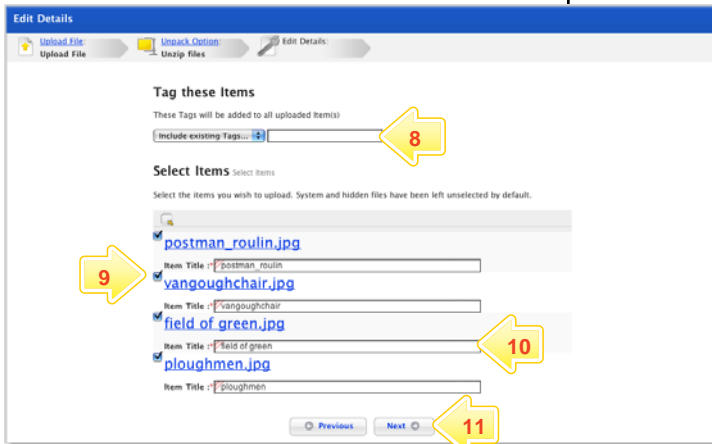 Edit Details
Upload File: Unpack Option: Edit Details:
Upload File Unzip files
Tag these Items
These Tags will be added to all uploaded Item(s)
Include existing Tags... 8
Select Items Select Items
Select the items you wish to upload. System and hidden files have been left unselected by default.
postman_roulin.jpg
Item Title :* postman_roulin
9
vangoughchair.jpg
Item Title :* vangoughchair
field of green.jpg
Item Title :* field of green 10
ploughmen.jpg
Item Title :* ploughmen
Previous Next 11